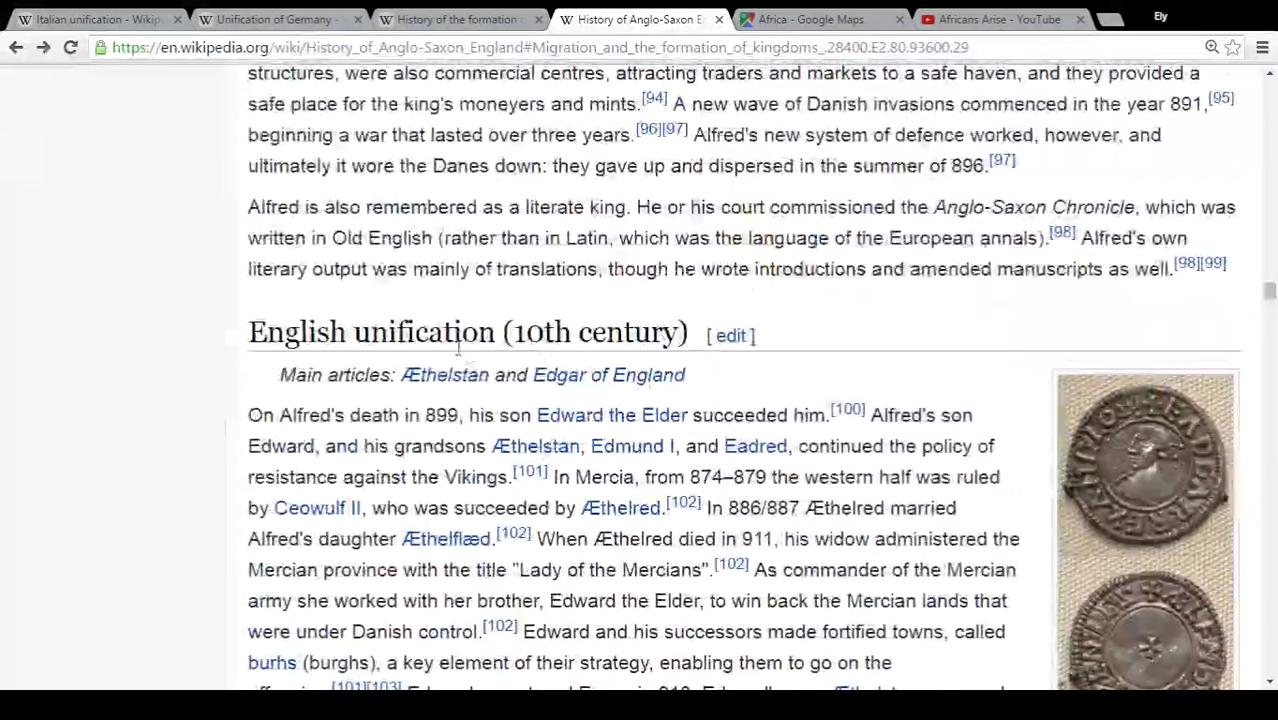 Italian unification - Wikip
Unification of Germany -
History of the formation
History of Anglo-Saxon E
Africa - Google Maps
Africans Arise - YouTube
Ely
https://en.wikipedia.org/wiki/History_of_Anglo-Saxon_England#Migration_and_the_formation_of_kingdoms_.28400.E2.80.93600.29
structures, were also commercial centres, attracting traders and markets to a safe haven, and they provided a
safe place for the king's moneyers and mints.[94] A new wave of Danish invasions commenced in the year 891,[95]
beginning a war that lasted over three years.[96][97] Alfred's new system of defence worked, however, and
ultimately it wore the Danes down: they gave up and dispersed in the summer of 896.[97]
Alfred is also remembered as a literate king. He or his court commissioned the Anglo-Saxon Chronicle, which was
written in Old English (rather than in Latin, which was the language of the European annals).[98] Alfred's own
literary output was mainly of translations, though he wrote introductions and amended manuscripts as well.[98][99]
English unification (10th century) [ edit ]
Main articles: Æthelstan and Edgar of England
On Alfred's death in 899, his son Edward the Elder succeeded him.[100] Alfred's son
Edward, and his grandsons Æthelstan, Edmund I, and Eadred, continued the policy of
resistance against the Vikings.[101] In Mercia, from 874–879 the western half was ruled
by Ceowulf II, who was succeeded by Æthelred.[102] In 886/887 Æthelred married
Alfred's daughter Æthelflæd.[102] When Æthelred died in 911, his widow administered the
Mercian province with the title "Lady of the Mercians".[102] As commander of the Mercian
army she worked with her brother, Edward the Elder, to win back the Mercian lands that
were under Danish control.[102] Edward and his successors made fortified towns, called
burhs (burghs), a key element of their strategy, enabling them to go on the
[101][103]